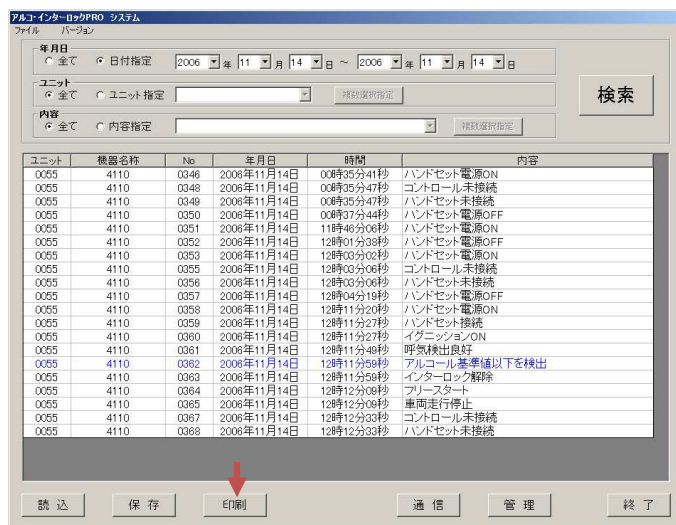 アルコ・インターロックPRO システム
ファイル バージョン
年月日
全て 日付指定 2006 年 11 月 14 日 ～ 2006 年 11 月 14 日
ユニット
全て ユニット指定 複数選択指定
検索
内容
全て 内容指定 複数選択指定
ユニット 機器名称 No 年月日 時間 内容
0055 4110 0346 2006年11月14日 00時35分41秒 ハンドセット電源ON
0055 4110 0348 2006年11月14日 00時35分47秒 コントロール未接続
0055 4110 0349 2006年11月14日 00時35分47秒 ハンドセット未接続
0055 4110 0350 2006年11月14日 00時37分44秒 ハンドセット電源OFF
0055 4110 0351 2006年11月14日 11時46分06秒 ハンドセット電源ON
0055 4110 0352 2006年11月14日 12時01分38秒 ハンドセット電源OFF
0055 4110 0353 2006年11月14日 12時03分02秒 ハンドセット電源ON
0055 4110 0355 2006年11月14日 12時03分06秒 コントロール未接続
0055 4110 0356 2006年11月14日 12時03分06秒 ハンドセット未接続
0055 4110 0357 2006年11月14日 12時04分19秒 ハンドセット電源OFF
0055 4110 0358 2006年11月14日 12時11分20秒 ハンドセット電源ON
0055 4110 0359 2006年11月14日 12時11分27秒 ハンドセット接続
0055 4110 0360 2006年11月14日 12時11分27秒 イグニッションON
0055 4110 0361 2006年11月14日 12時11分49秒 呼気検出良好
0055 4110 0362 2006年11月14日 12時11分59秒 アルコール基準値以下を検出
0055 4110 0363 2006年11月14日 12時11分59秒 インターロック解除
0055 4110 0364 2006年11月14日 12時12分09秒 フリースタート
0055 4110 0365 2006年11月14日 12時12分09秒 車両走行停止
0055 4110 0367 2006年11月14日 12時12分33秒 コントロール未接続
0055 4110 0368 2006年11月14日 12時12分33秒 ハンドセット未接続
読込 保存 印刷 通信 管理 終了